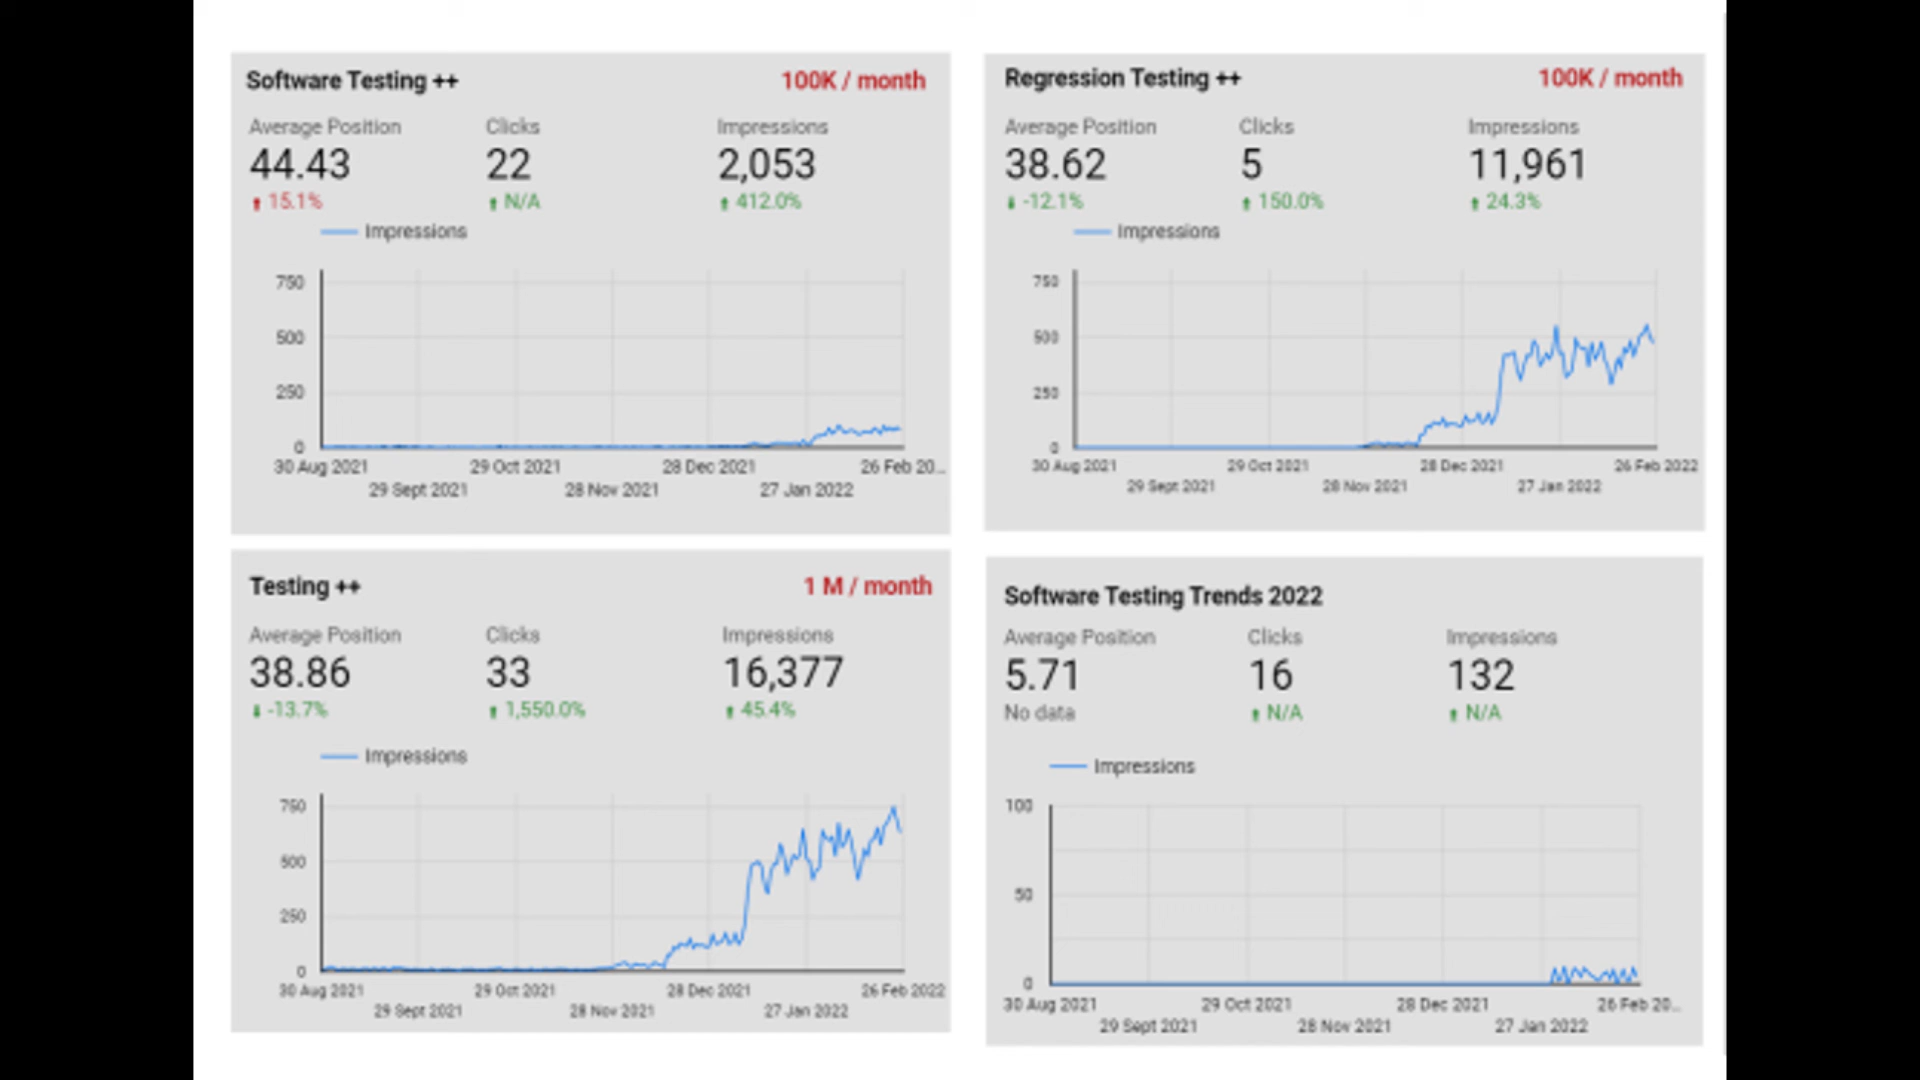 Software Testing ++ 100K / month
Average Position Clicks Impressions
44.43 22 2,053
15.1% N/A 412.0%
Impressions
750
500
250
0
30 Aug 2021 29 Oct 2021 28 Dec 2021 26 Feb 20...
29 Sept 2021 28 Nov 2021 27 Jan 2022
Regression Testing ++ 100K / month
Average Position Clicks Impressions
38.62 5 11,961
-12.1% 150.0% 24.3%
Impressions
750
500
250
0
30 Aug 2021 29 Oct 2021 28 Dec 2021 26 Feb 2022
29 Sept 2021 28 Nov 2021 27 Jan 2022
Testing ++ 1 M / month
Average Position Clicks Impressions
38.86 33 16,377
-13.7% 1,550.0% 45.4%
Impressions
750
500
250
0
30 Aug 2021 29 Oct 2021 28 Dec 2021 26 Feb 2022
29 Sept 2021 28 Nov 2021 27 Jan 2022
Software Testing Trends 2022
Average Position Clicks Impressions
5.71 16 132
No data N/A N/A
Impressions
100
50
0
30 Aug 2021 29 Oct 2021 28 Dec 2021 26 Feb 20...
29 Sept 2021 28 Nov 2021 27 Jan 2022